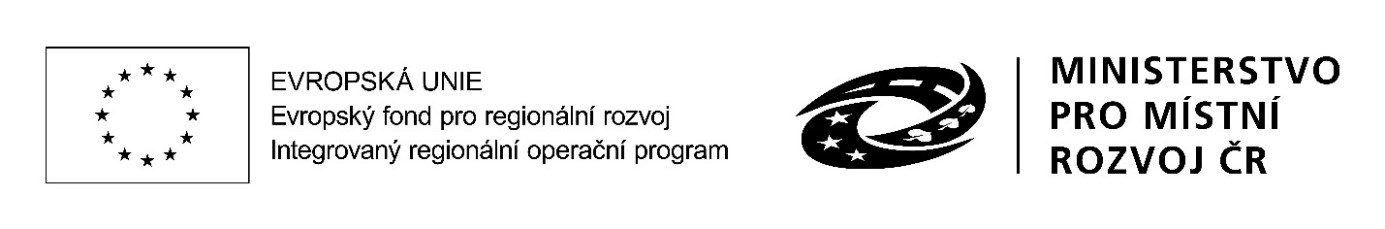 EVROPSKÁ UNIE
Evropský fond pro regionální rozvoj
Integrovaný regionální operační program
MINISTERSTVO
PRO MÍSTNÍ
ROZVOJ ČR